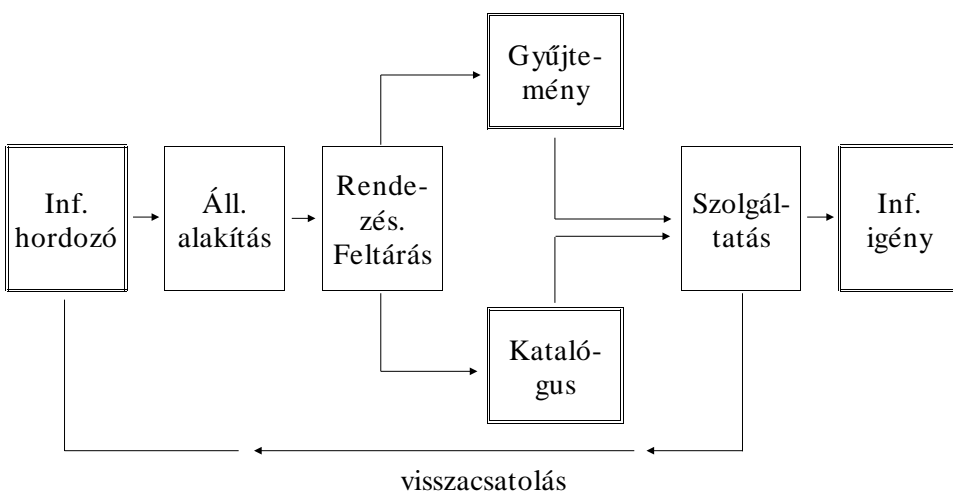 Gyűjte-
mény
Inf.
hordozó
Áll.
alakítás
Rende-
zés.
Feltárás
Szolgál-
tatás
Inf.
igény
Kataló-
gus
visszacsatolás